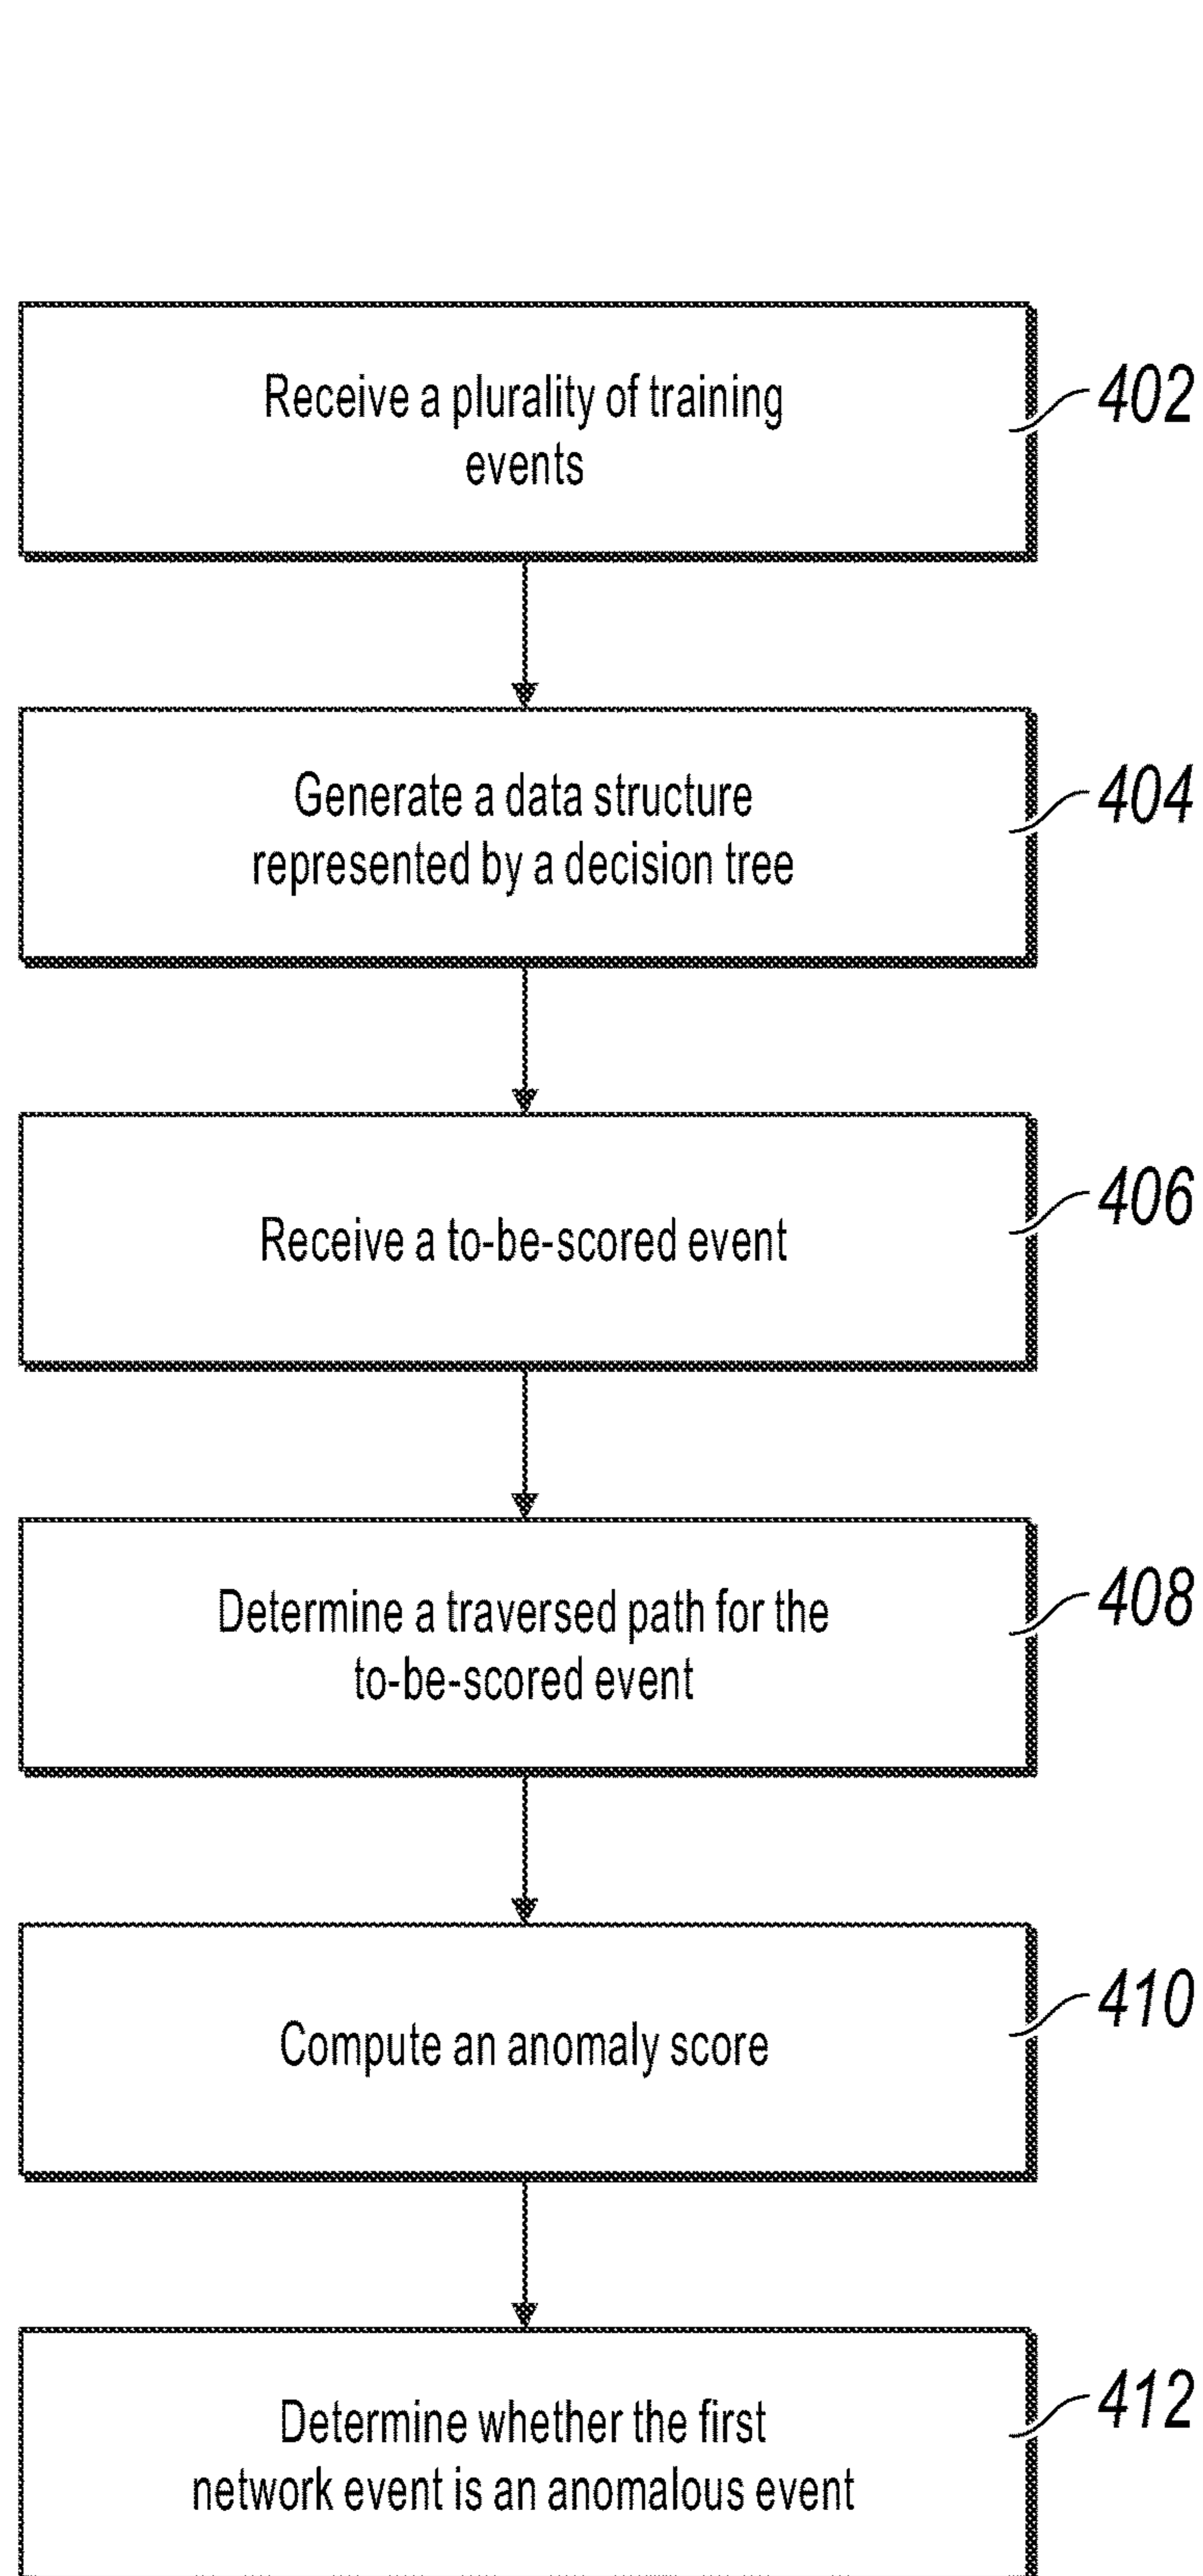 Receive a plurality of training
events
402
Generate a data structure
represented by a decision tree
404
Receive a to-be-scored event
406
Determine a traversed path for the
to-be-scored event
408
Compute an anomaly score
410
Determine whether the first
network event is an anomalous event
412